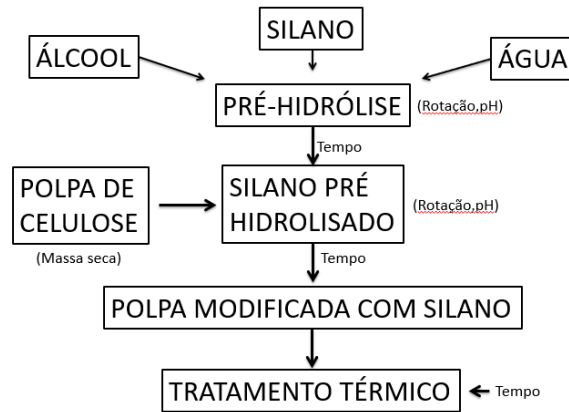 SILANO
ÁLCOOL
ÁGUA
PRÉ-HIDRÓLISE
(Rotação,pH)
Tempo
POLPA DE
CELULOSE
(Massa seca)
SILANO PRÉ
HIDROLISADO
(Rotação,pH)
Tempo
POLPA MODIFICADA COM SILANO
TRATAMENTO TÉRMICO
Tempo